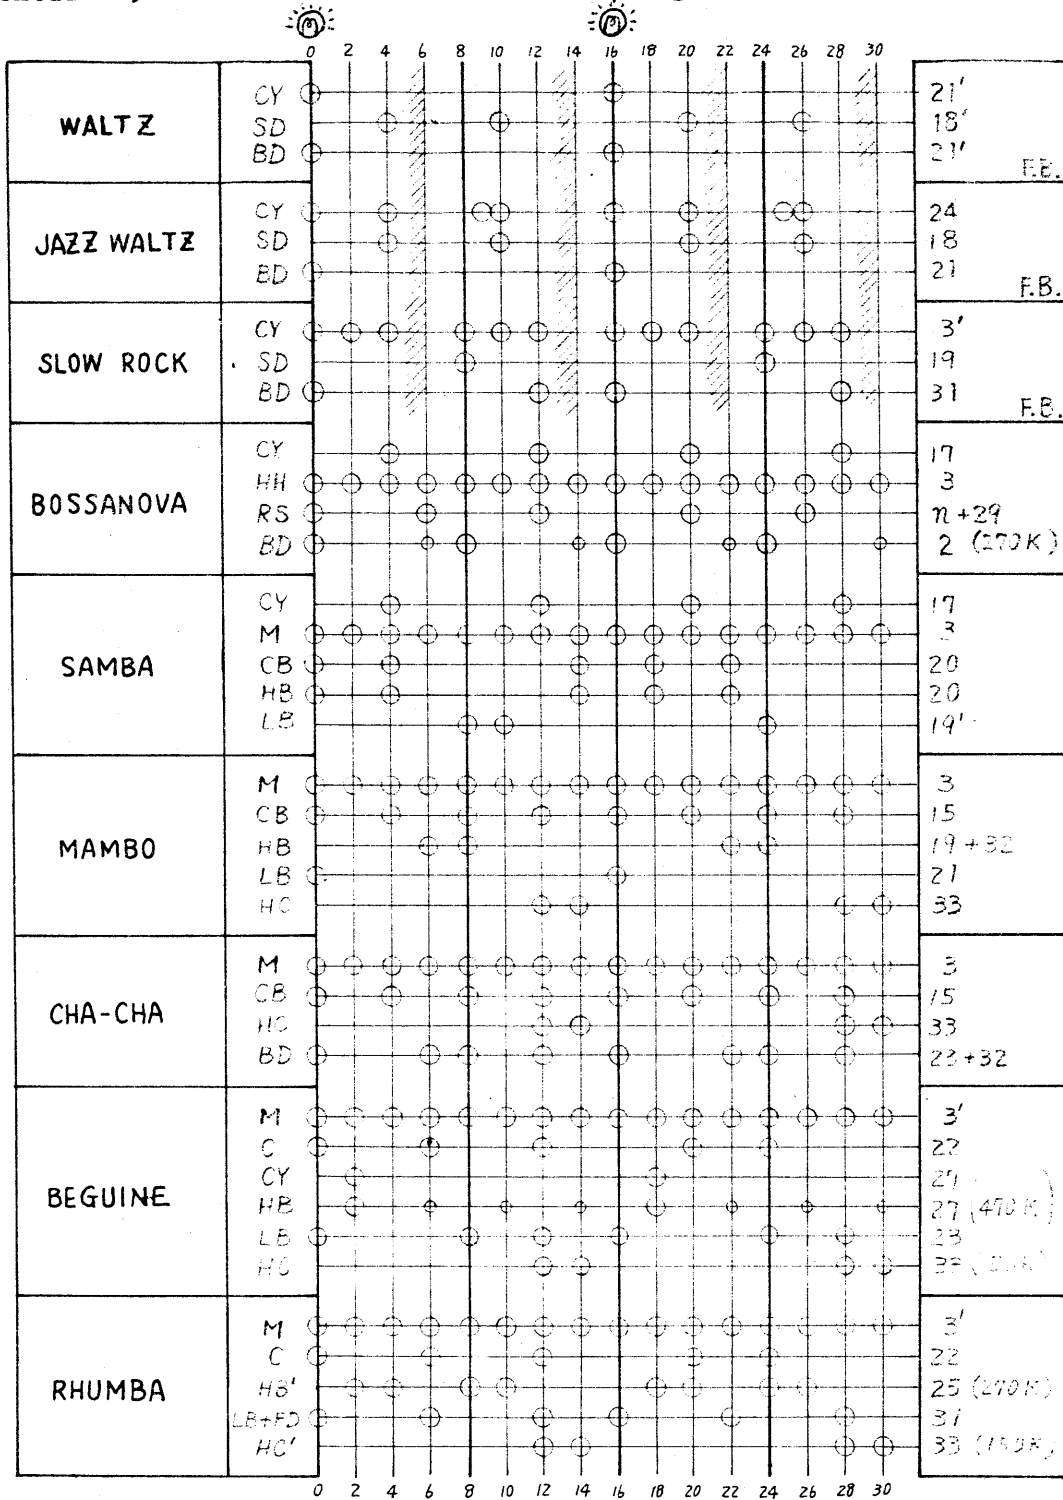 0 2 4 6 8 10 12 14 16 18 20 22 24 26 28 30
WALTZ
CY 21'
SD 18'
BD 21'
F.B.
JAZZ WALTZ
CY 24
SD 18
BD 21
F.B.
SLOW ROCK
CY 3'
SD 19
BD 31
F.B.
BOSSANOVA
CY 17
HH 3
RS n+29
BD 2 (270K)
SAMBA
CY 17
M 3
CB 20
HB 20
LB 19'
MAMBO
M 3
CB 15
HB 19+32
LB 21
HC 33
CHA-CHA
M 3
CB 15
HC 33
BD 23+32
BEGUINE
M 3'
C 22
CY 27
HB 27 (470K)
LB 23
HC 33
RHUMBA
M 3'
C 22
HB' 25 (270K)
LB+FD 31
HC' 33 (150K)
0 2 4 6 8 10 12 14 16 18 20 22 24 26 28 30